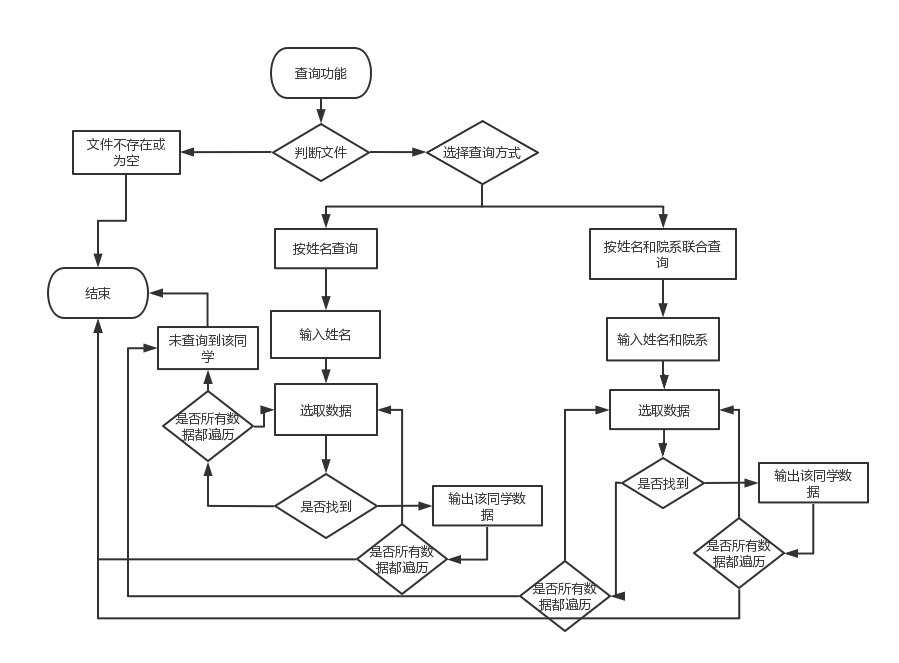 查询功能
文件不存在或
为空
判断文件
选择查询方式
按姓名查询
按姓名和院系联合查
询
结束
输入姓名
输入姓名和院系
未查询到该同
学
选取数据
选取数据
是否所有数
据都遍历
是否找到
输出该同学数
据
是否找到
输出该同学数
据
是否所有数
据都遍历
是否所有数
据都遍历
是否所有数
据都遍历